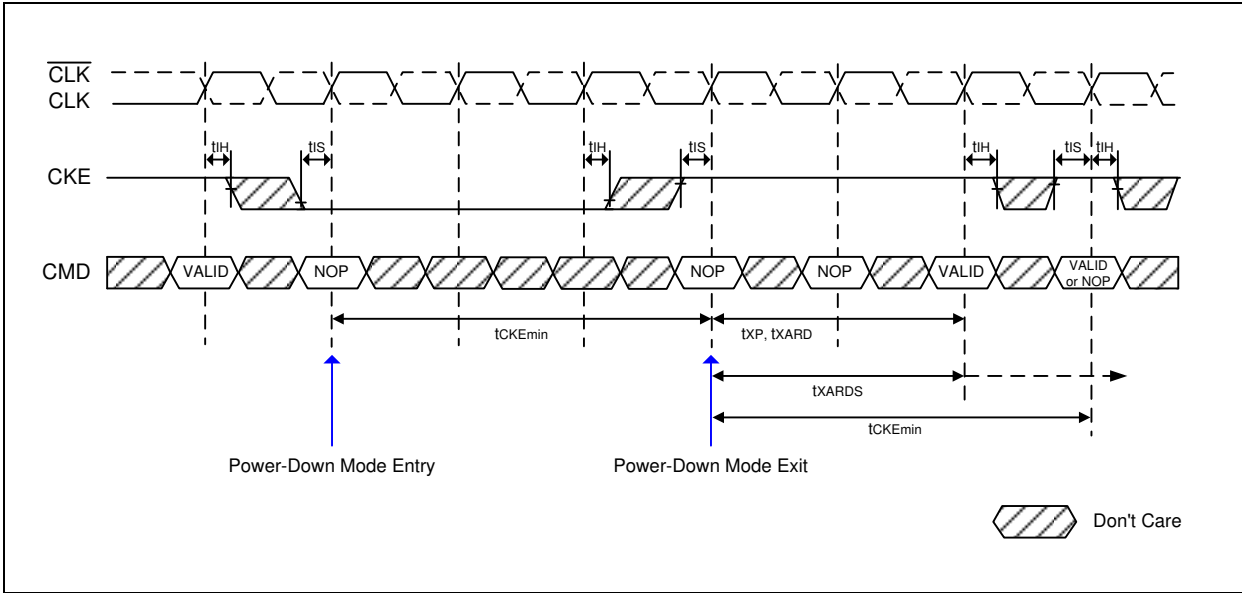 CLK
CLK
tIH tIS tIH tIS tIH tIS tIH
CKE
CMD VALID NOP NOP NOP VALID VALID or NOP
tCKEmin tXP, tXARD
tXARDS
tCKEmin
Power-Down Mode Entry Power-Down Mode Exit
Don't Care